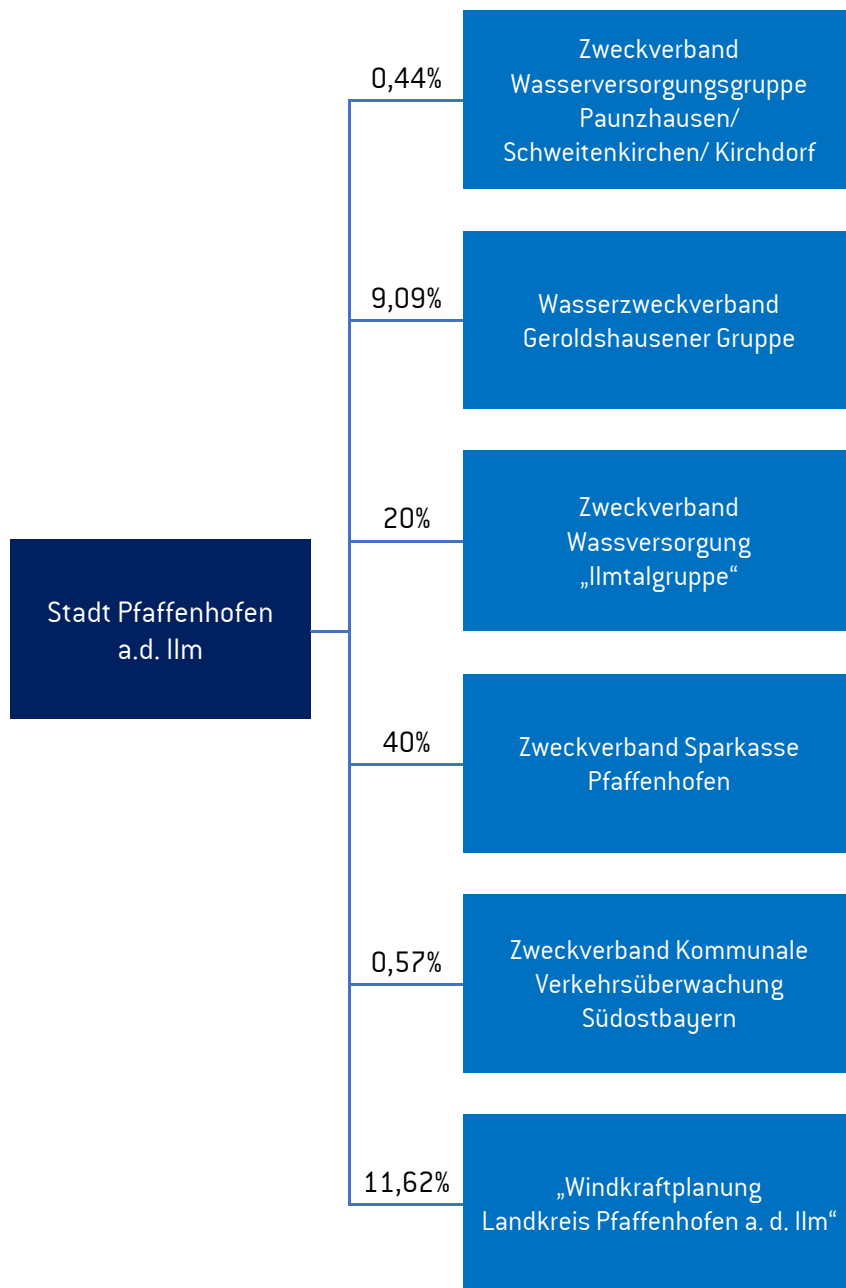 Stadt Pfaffenhofen
a.d. Ilm
0,44%
Zweckverband
Wasserversorgungsgruppe
Paunzhausen/
Schweitenkirchen/ Kirchdorf
9,09%
Wasserzweckverband
Geroldshausener Gruppe
20%
Zweckverband
Wassversorgung
„Ilmtalgruppe“
40%
Zweckverband Sparkasse
Pfaffenhofen
0,57%
Zweckverband Kommunale
Verkehrsüberwachung
Südostbayern
11,62%
„Windkraftplanung
Landkreis Pfaffenhofen a. d. Ilm“